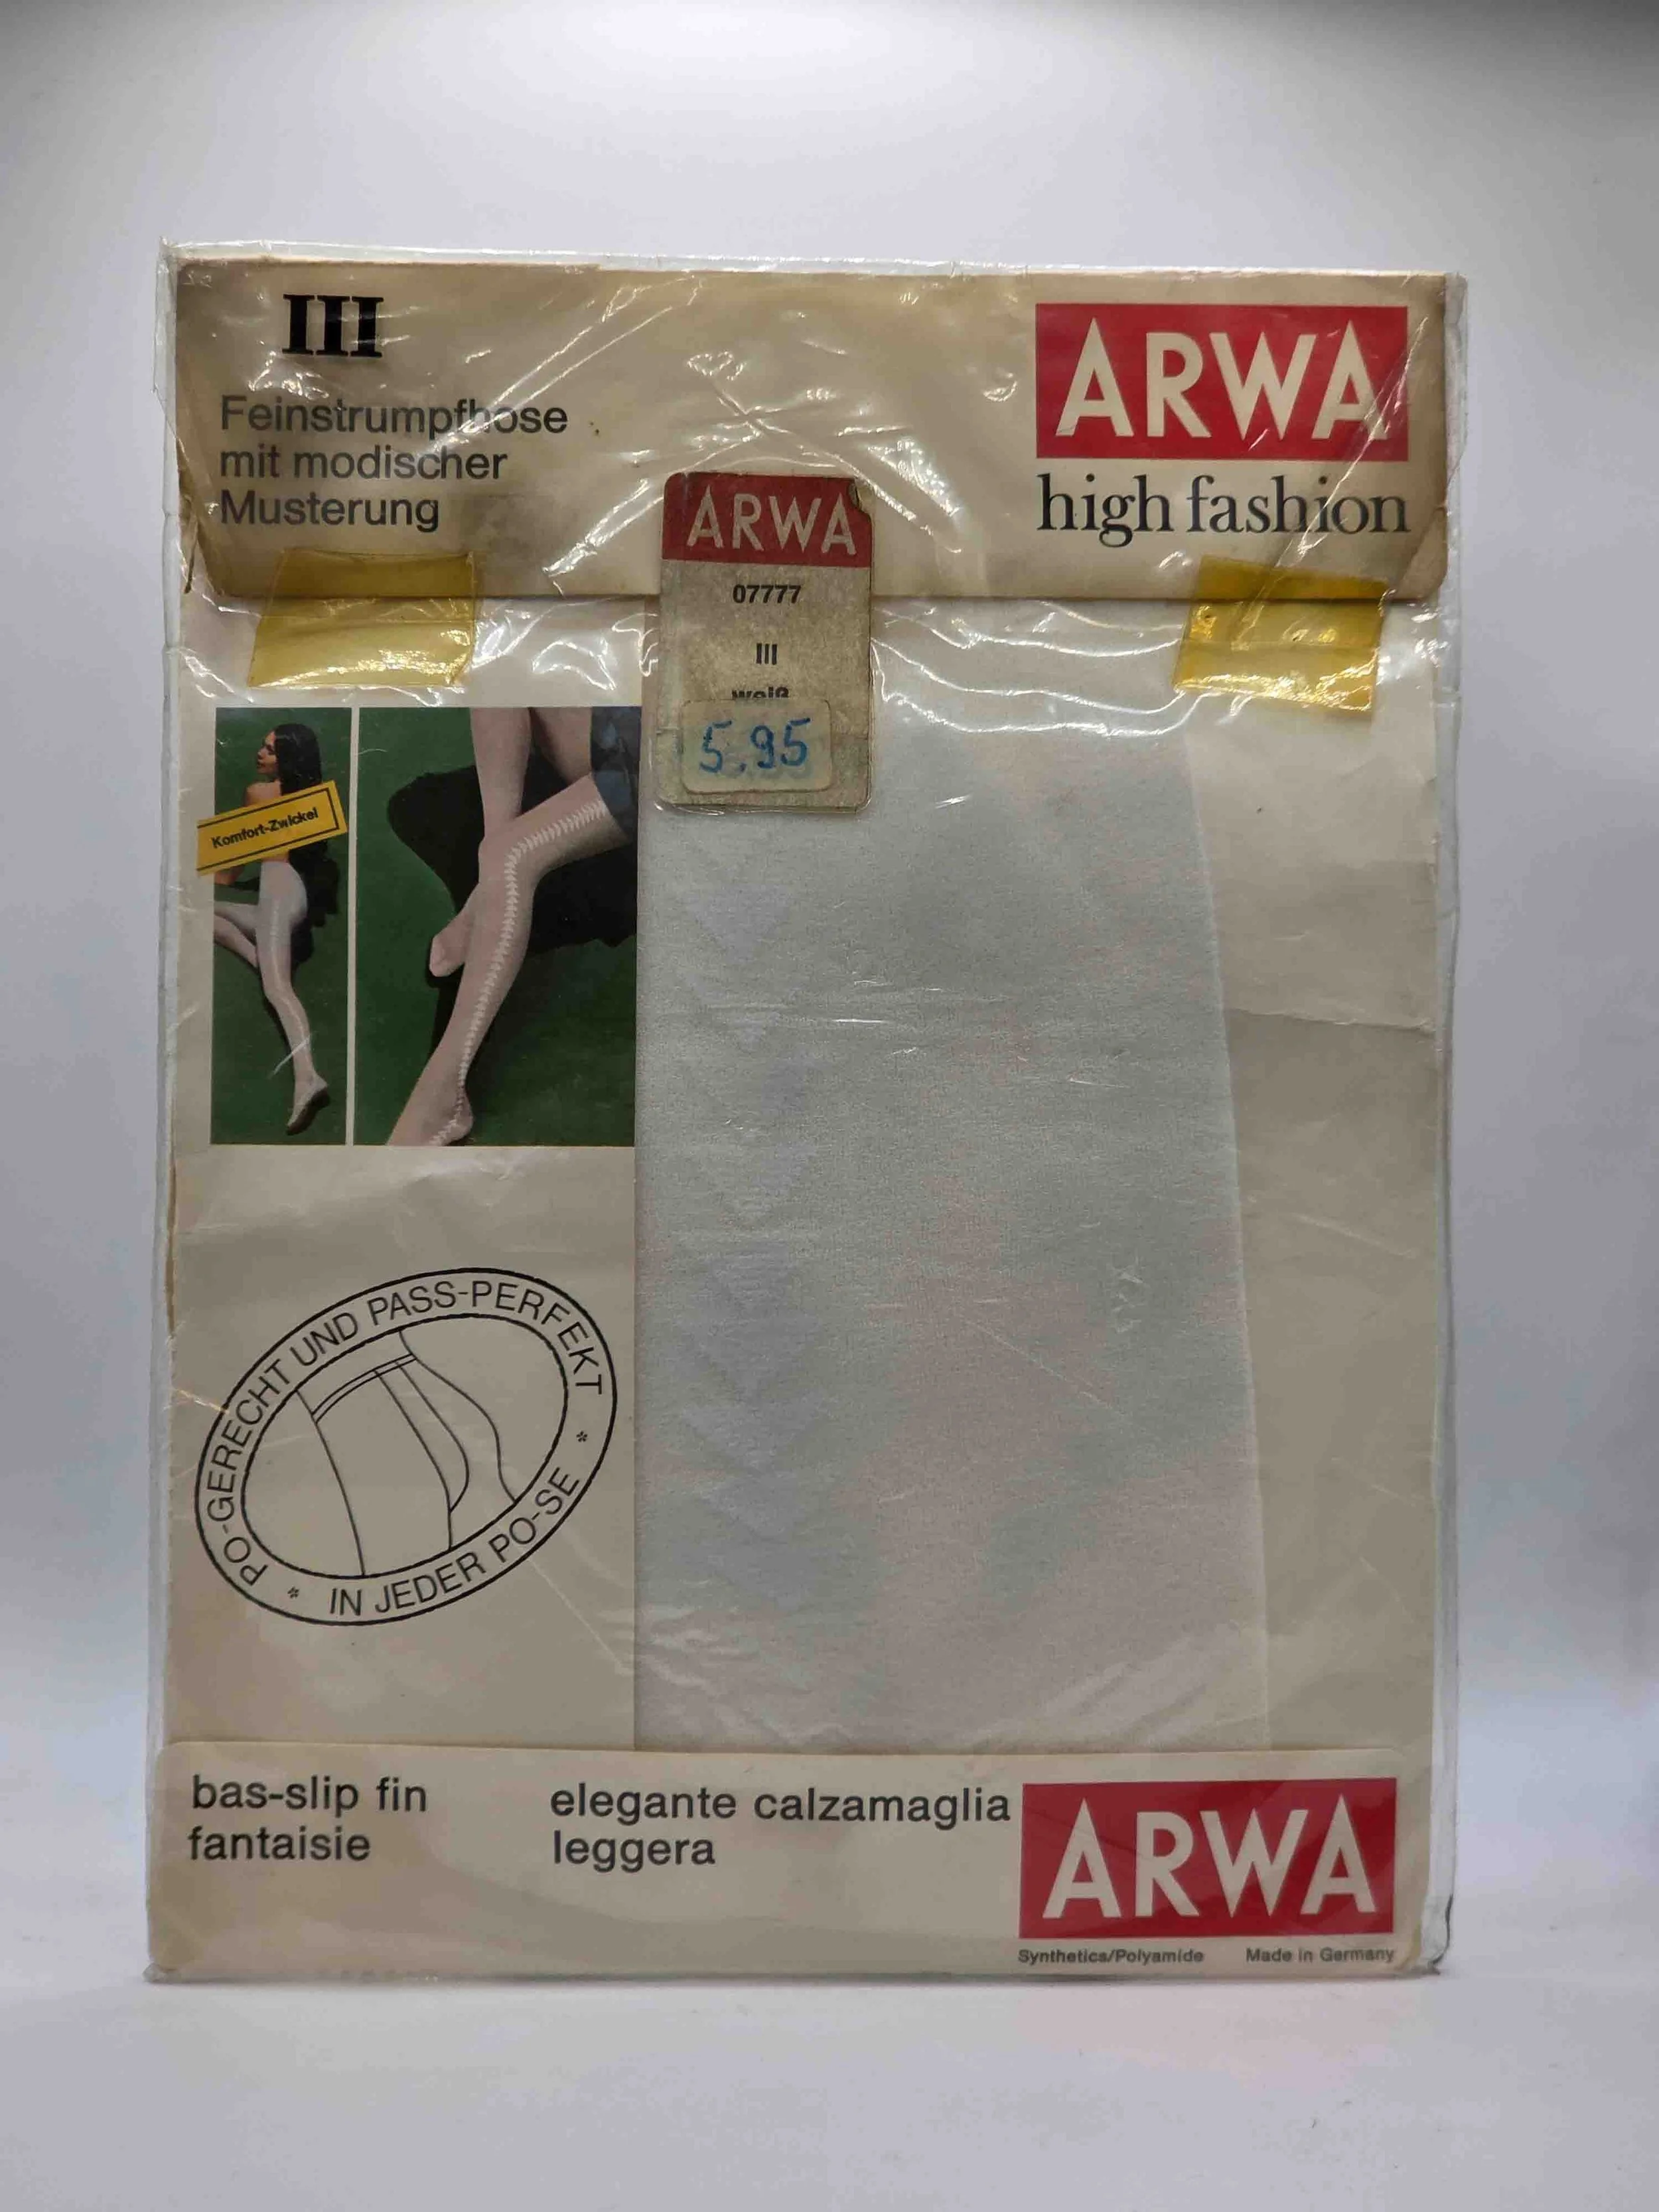 III
Feinstrumpfhose
mit modischer
Musterung
ARWA
high fashion
ARWA
07777
III
weiß
5.95
Komfort-Zwickel
PO-GERECHT UND PASS-PERFEKT
* IN JEDER PO-SE *
bas-slip fin
fantaisie
elegante calzamaglia
leggera
ARWA
Synthetics/Polyamide
Made in Germany